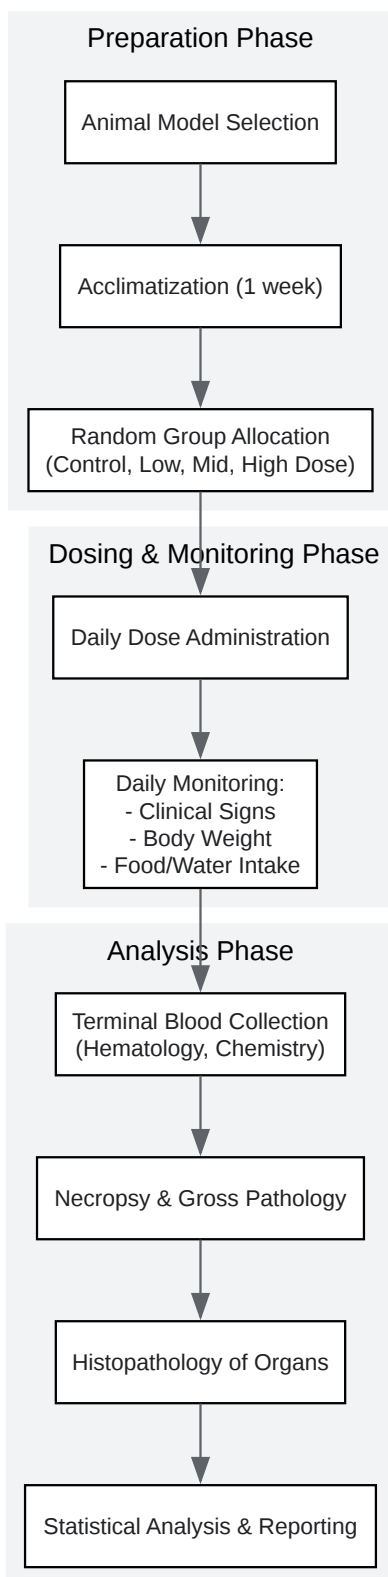 Preparation Phase
Animal Model Selection
Acclimatization (1 week)
Random Group Allocation
(Control, Low, Mid, High Dose)
Dosing & Monitoring Phase
Daily Dose Administration
Daily Monitoring:
- Clinical Signs
- Body Weight
- Food/Water Intake
Analysis Phase
Terminal Blood Collection
(Hematology, Chemistry)
Necropsy & Gross Pathology
Histopathology of Organs
Statistical Analysis & Reporting